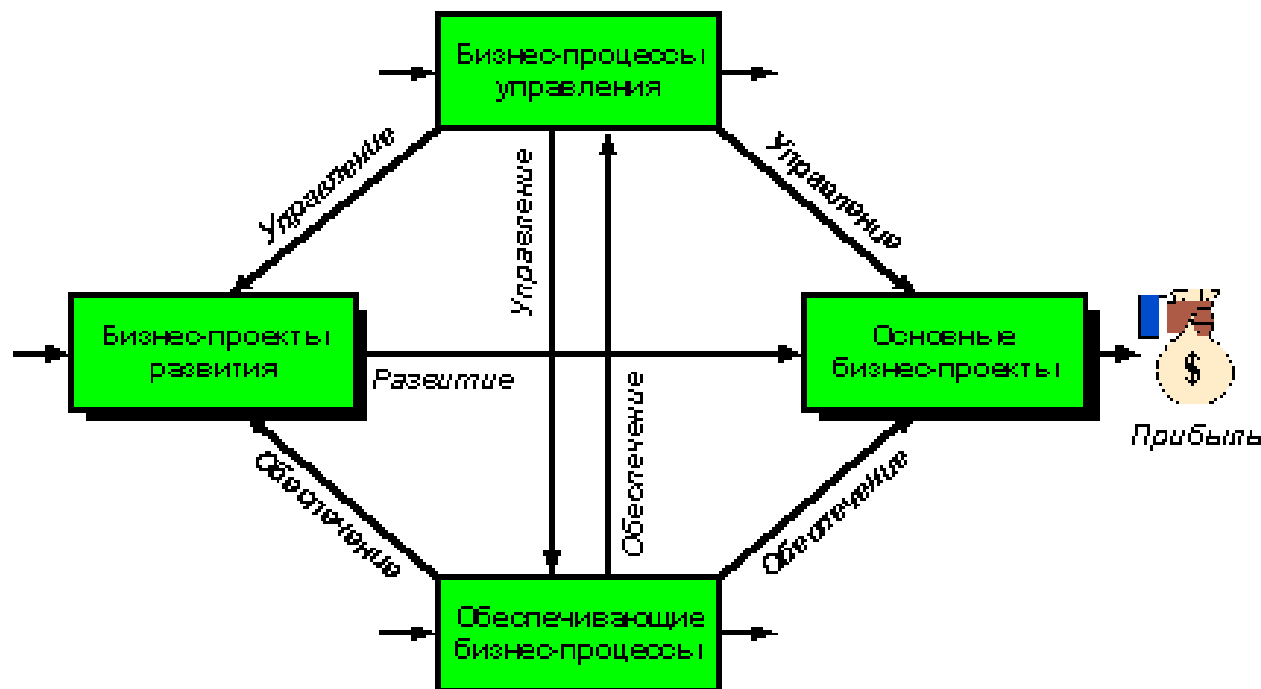 Бизнес-процессы
управления
Управление
Управление
Управление
Бизнес-проекты
развития
Развитие
Основные
бизнес-проекты
$
Прибыль
Обеспечение
Обеспечение
Обеспечение
Обеспечивающие
бизнес-процессы